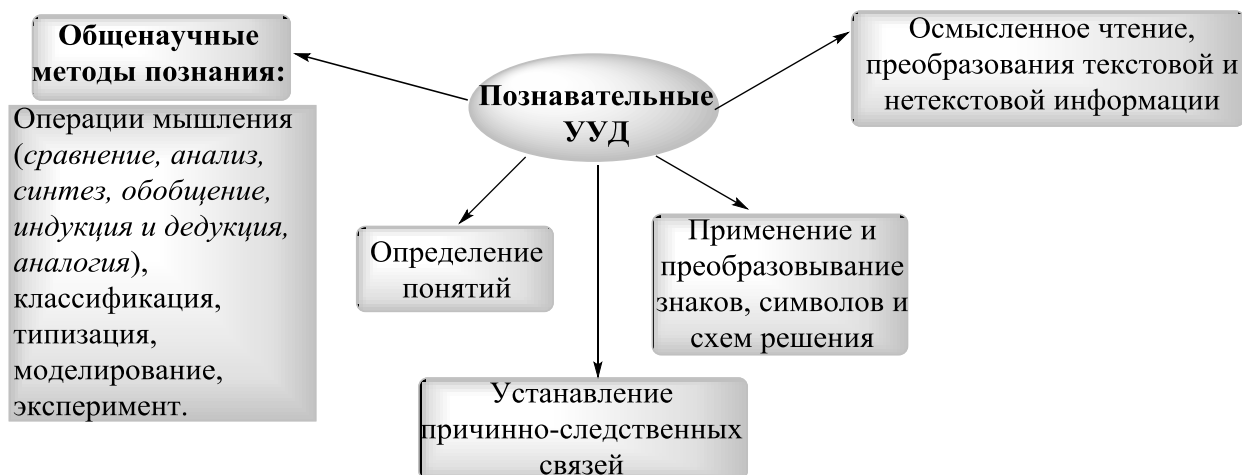 Общенаучные
методы познания:
Операции мышления
(сравнение, анализ,
синтез, обобщение,
индукция и дедукция,
аналогия),
классификация,
типизация,
моделирование,
эксперимент.
Познавательные
УУД
Осмысленное чтение,
преобразования текстовой и
нетекстовой информации
Определение
понятий
Применение и
преобразовывание
знаков, символов и
схем решения
Устанавление
причинно-следственных
связей